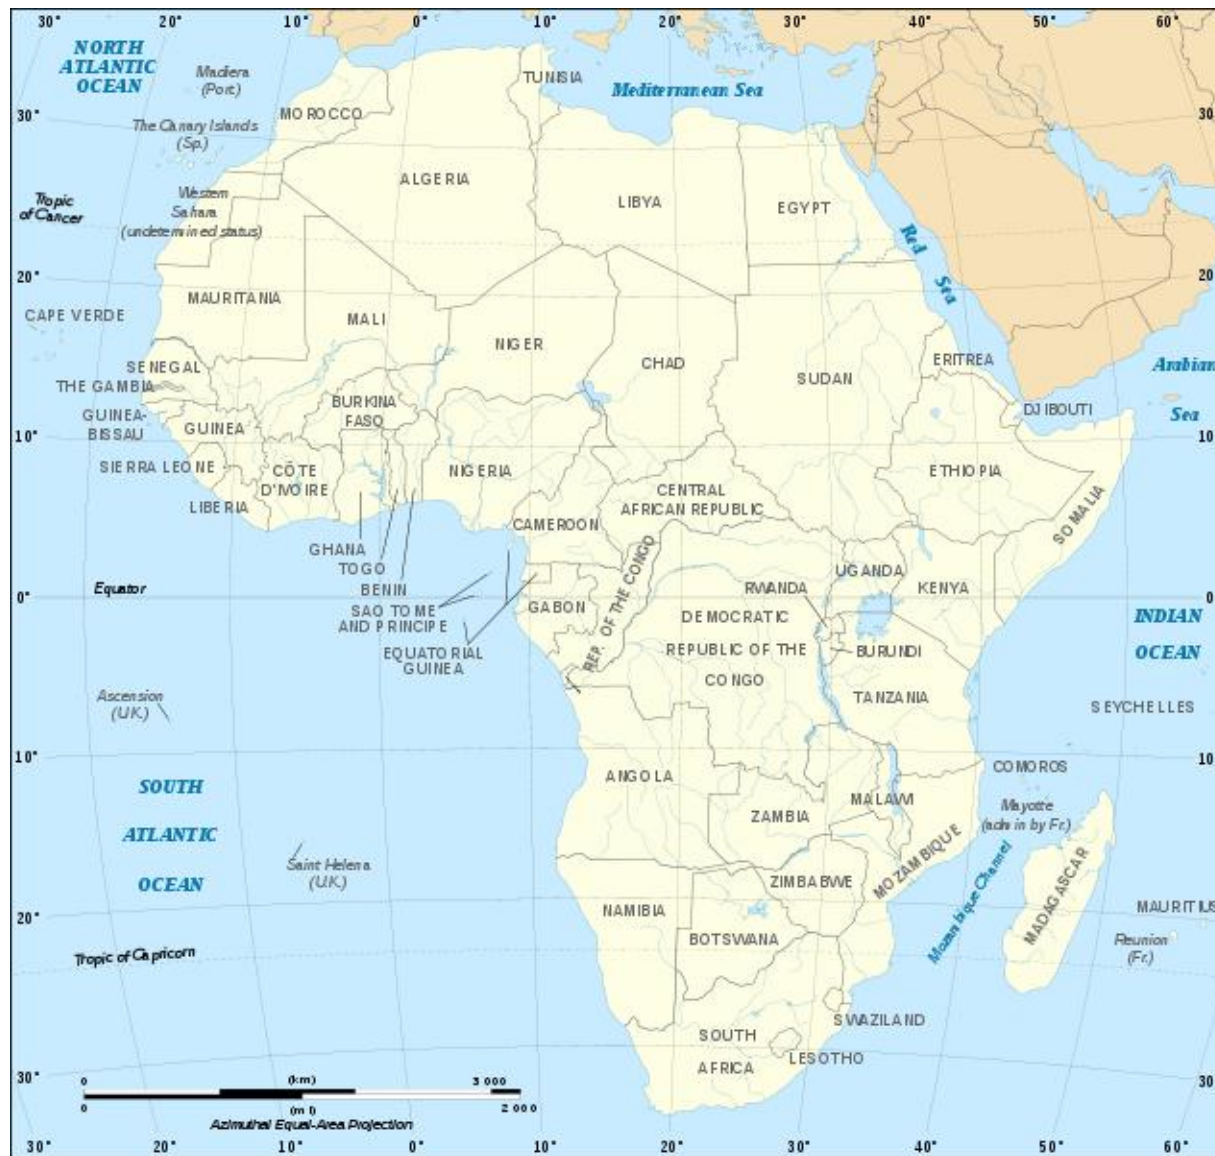 30°
20°
10°
0°
10°
20°
30°
40°
50°
60°
NORTH
ATLANTIC
OCEAN
Madiera
(Port.)
TUNISIA
Mediterranean Sea
30°
MOROCCO
30
The Canary Islands
(Sp.)
ALGERIA
LIBYA
EGYPT
Tropic
of Cancer
Western
Sahara
(undetermined status)
Red
Sea
20°
20
MAURITANIA
CAPE VERDE
MALI
NIGER
CHAD
SUDAN
ERITREA
Arabian
Sea
SENEGAL
THE GAMBIA
GUINEA-
BISSAU
BURKINA
FASO
DJIBOUTI
GUINEA
10°
10
SIERRA LEONE
CÔTE
D'IVOIRE
NIGERIA
ETHIOPIA
LIBERIA
CENTRAL
AFRICAN REPUBLIC
SOMALIA
CAMEROON
GHANA
TOGO
BENIN
SAO TOME
AND PRINCIPE
EQUATORIAL
GUINEA
Equator
0°
0
GABON
REP. OF THE CONGO
UGANDA
RWANDA
KENYA
DEMOCRATIC
REPUBLIC OF THE
CONGO
BURUNDI
TANZANIA
INDIAN
OCEAN
Ascension
(U.K.)
SEYCHELLES
10°
10
SOUTH
ATLANTIC
OCEAN
ANGOLA
COMOROS
ZAMBIA
MALAWI
Mayotte
(admin by Fr.)
MOZAMBIQUE
Saint Helena
(U.K.)
ZIMBABWE
Mozambique Channel
MADAGASCAR
NAMIBIA
BOTSWANA
MAURITIUS
Reunion
(Fr.)
20°
20
Tropic of Capricorn
SWAZILAND
SOUTH
AFRICA
LESOTHO
30°
30
0
(km)
3 000
0
(mi)
2 000
Azimuthal Equal-Area Projection
30°
20°
10°
0°
10°
20°
30°
40°
50°
60°